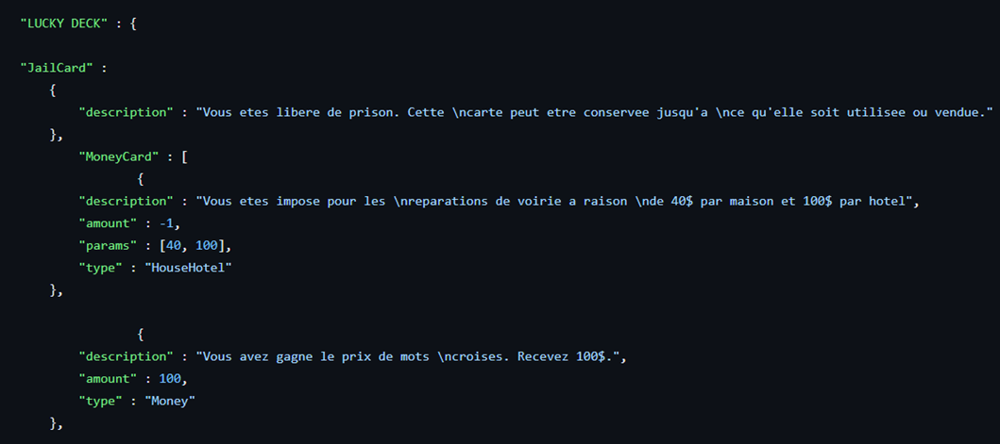 "LUCKY DECK" : {
"JailCard" :
{
"description" : "Vous etes libere de prison. Cette \ncarte peut etre conservee jusqu'a \nce qu'elle soit utilisee ou vendue."
},
"MoneyCard" : [
{
"description" : "Vous etes impose pour les \nreparations de voirie a raison \nde 40$ par maison et 100$ par hotel",
"amount" : -1,
"params" : [40, 100],
"type" : "HouseHotel"
},
{
"description" : "Vous avez gagne le prix de mots \ncroises. Recevez 100$.",
"amount" : 100,
"type" : "Money"
},